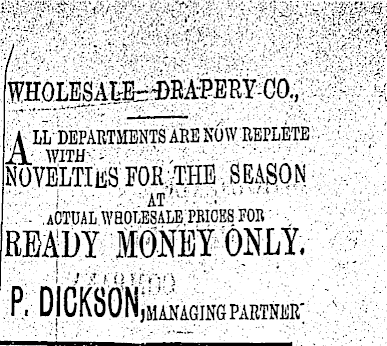 WHOLESALE DRAPERY CO.,
ALL DEPARTMENTS ARE NOW REPLETE
WITH
NOVELTIES FOR THE SEASON
AT
ACTUAL WHOLESALE PRICES FOR
READY MONEY ONLY.
P. DICKSON, MANAGING PARTNER